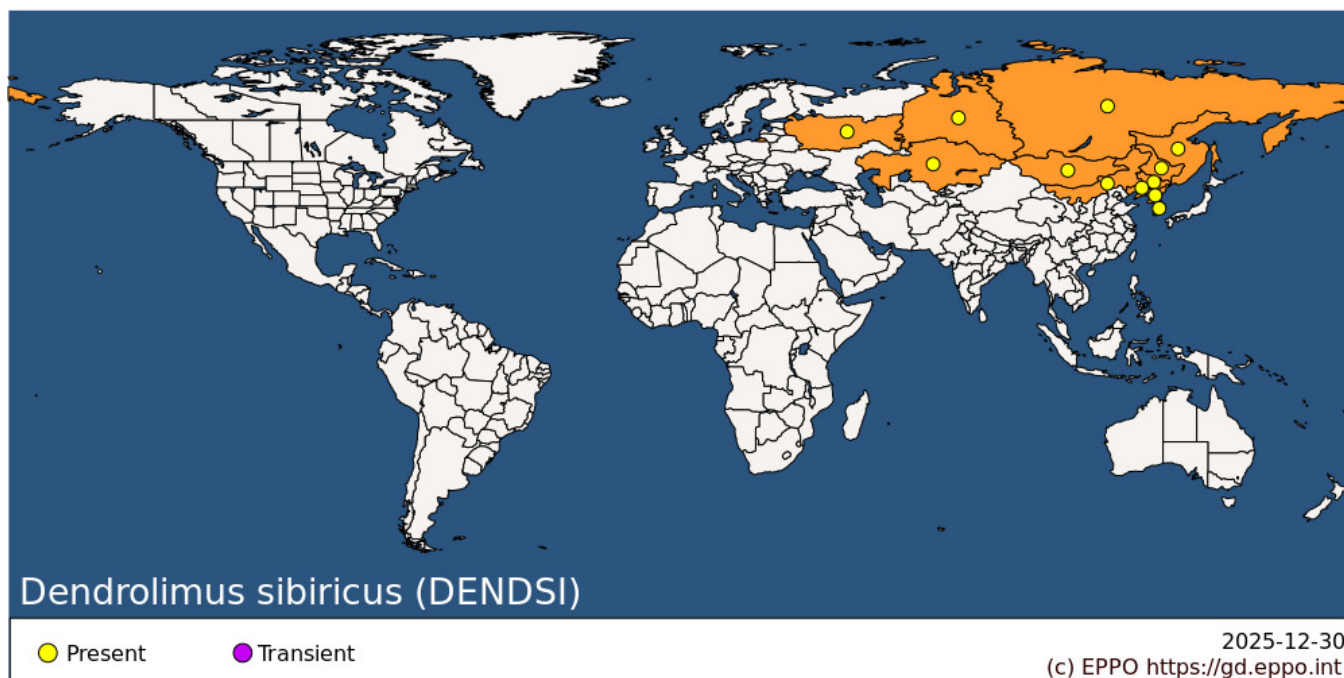 Dendrolimus sibiricus (DENDSI)
Present
Transient
2025-12-30
(c) EPPO https://gd.eppo.int